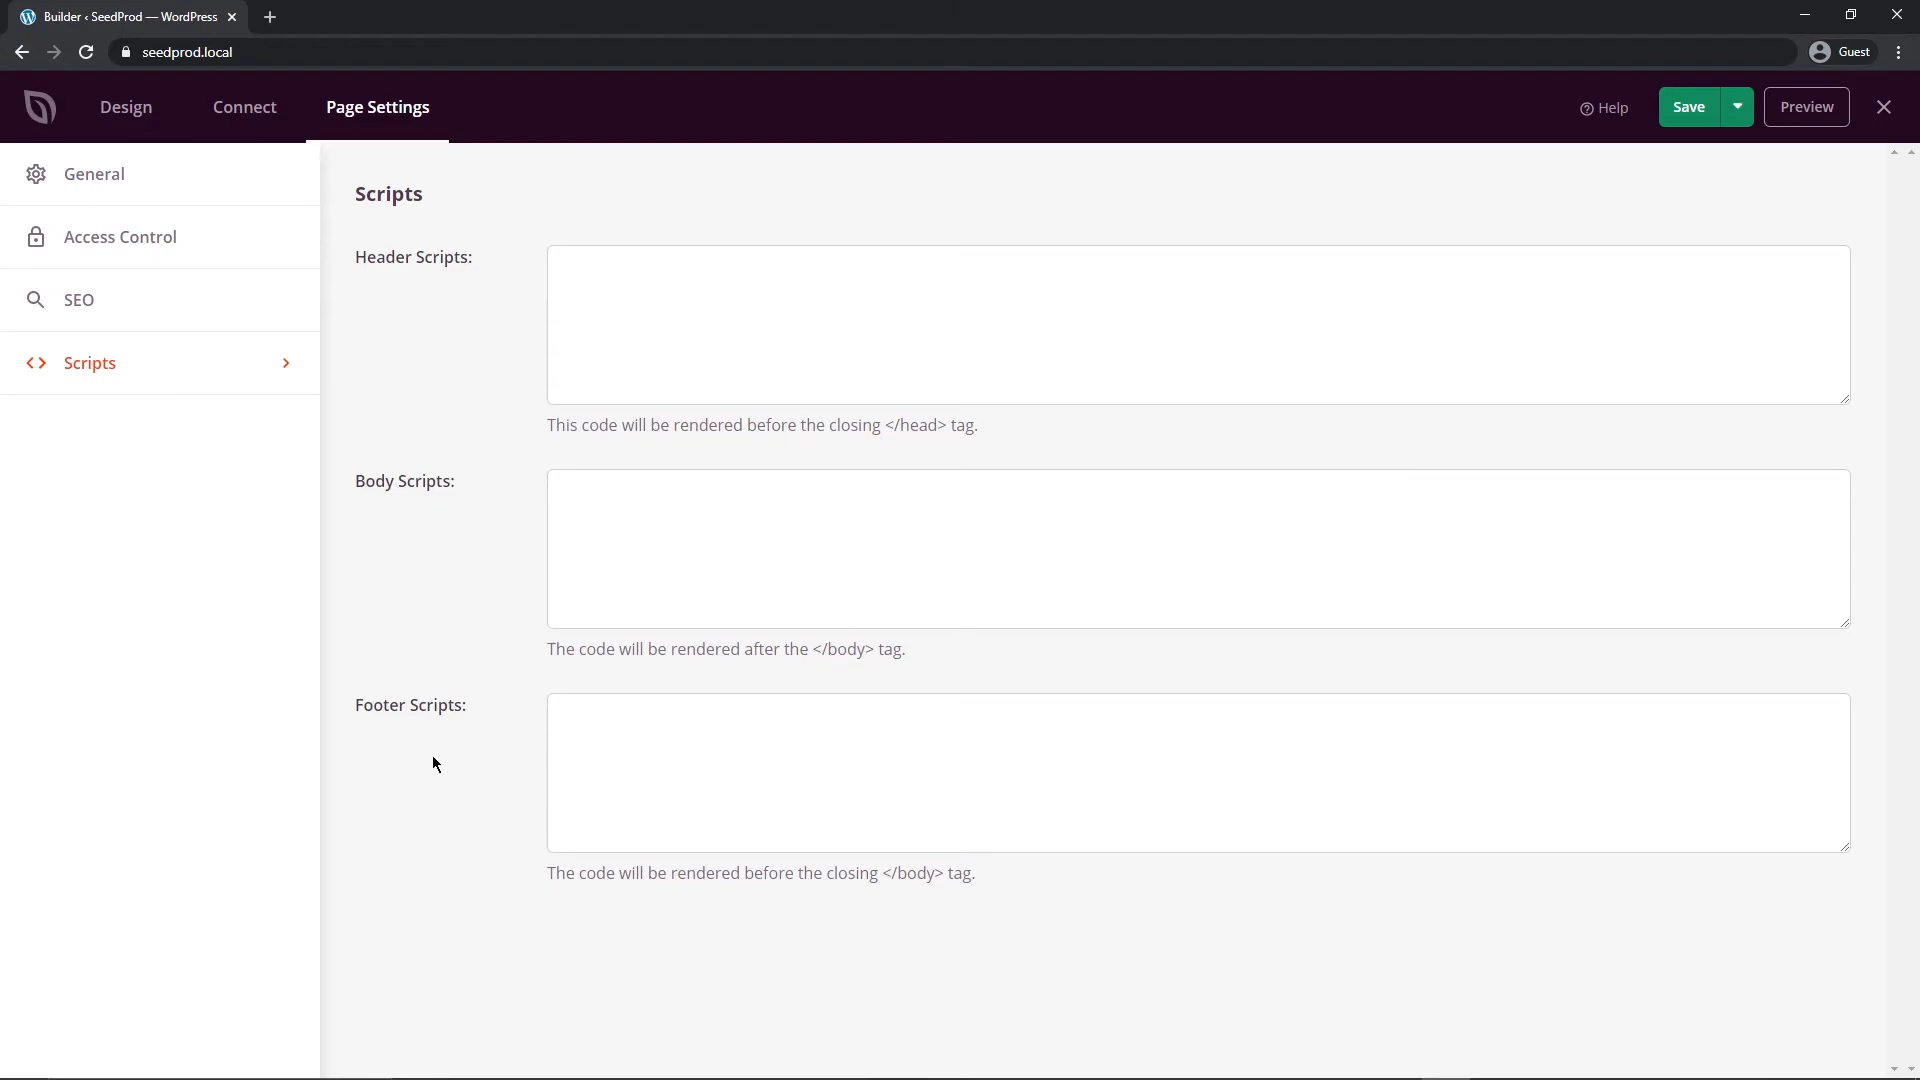 Builder ‹ SeedProd — WordPress
seedprod.local
Guest
Design
Connect
Page Settings
Help
Save
Preview
General
Access Control
SEO
Scripts
Scripts
Header Scripts:
This code will be rendered before the closing </head> tag.
Body Scripts:
The code will be rendered after the </body> tag.
Footer Scripts:
The code will be rendered before the closing </body> tag.